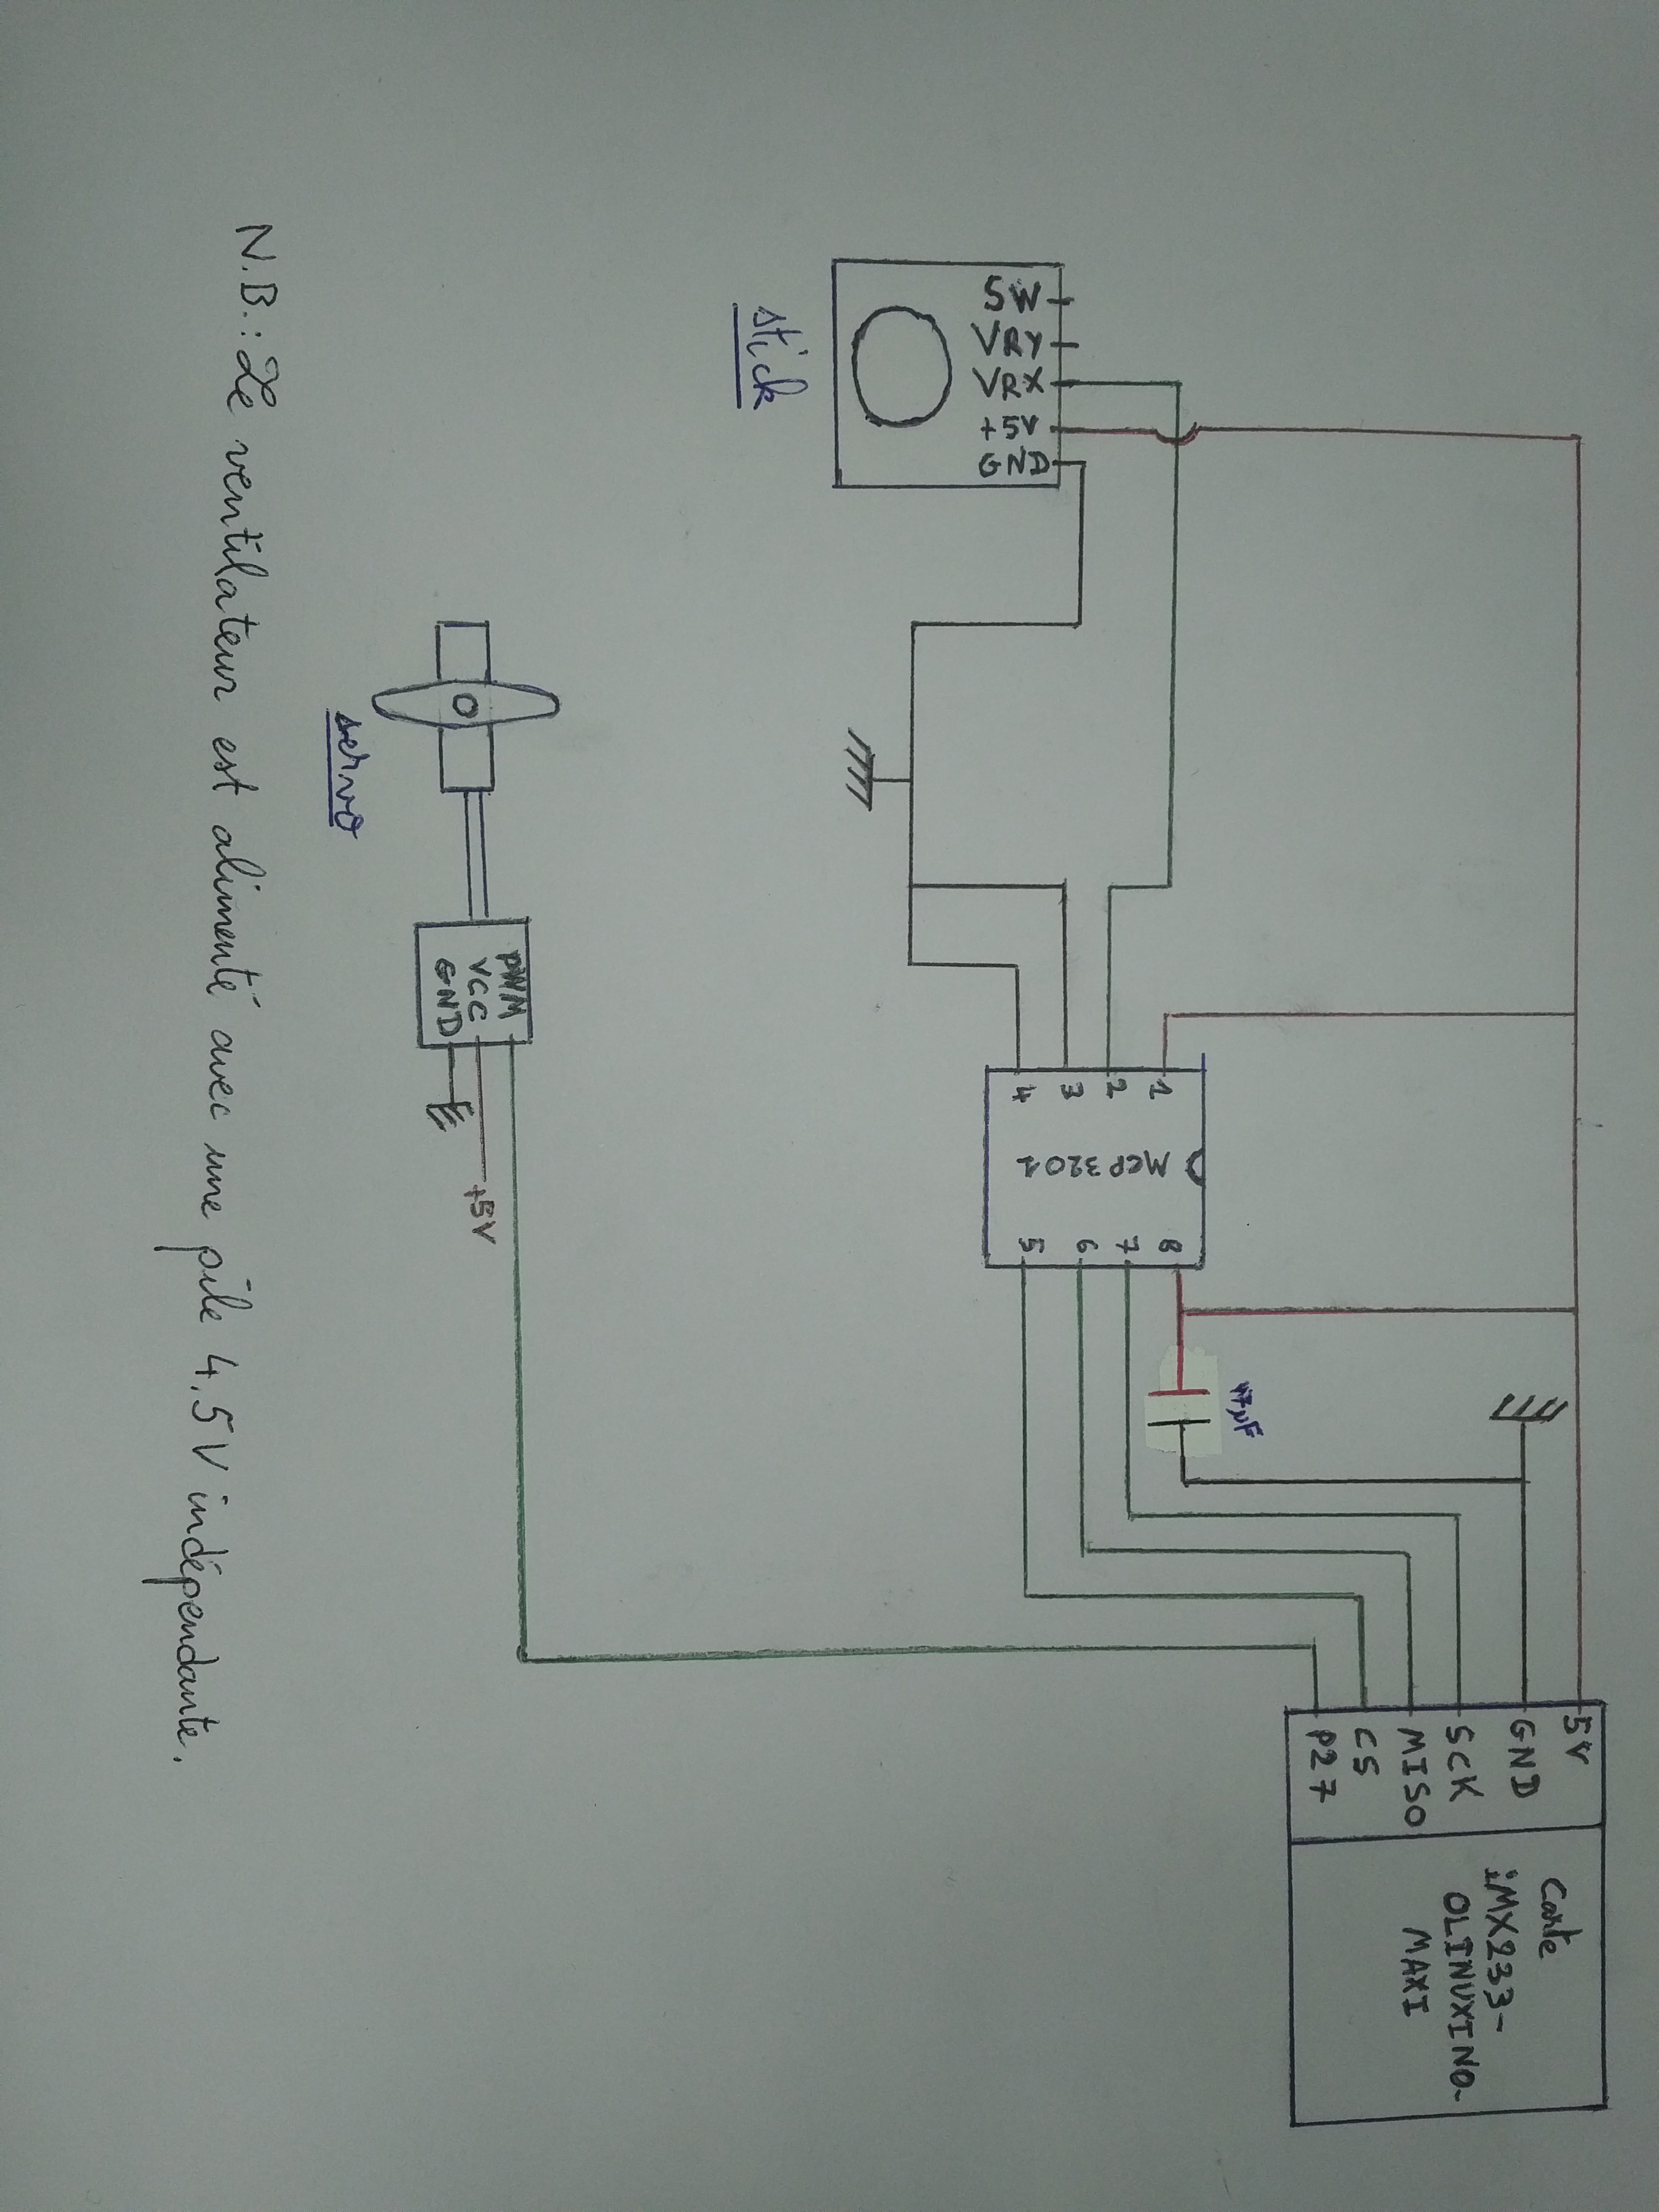 5V
GND
SCK
MISO
CS
P27
Carte
iMX233-
OLINUXINO-
MAXI
47µF
SW
VRY
VRX
+5V
GND
stick
1
2
3
4
MCP3201
8
7
6
5
PWM
VCC
GND
+5V
servo
N.B.: Le ventilateur est alimenté avec une pile 4,5V indépendante.